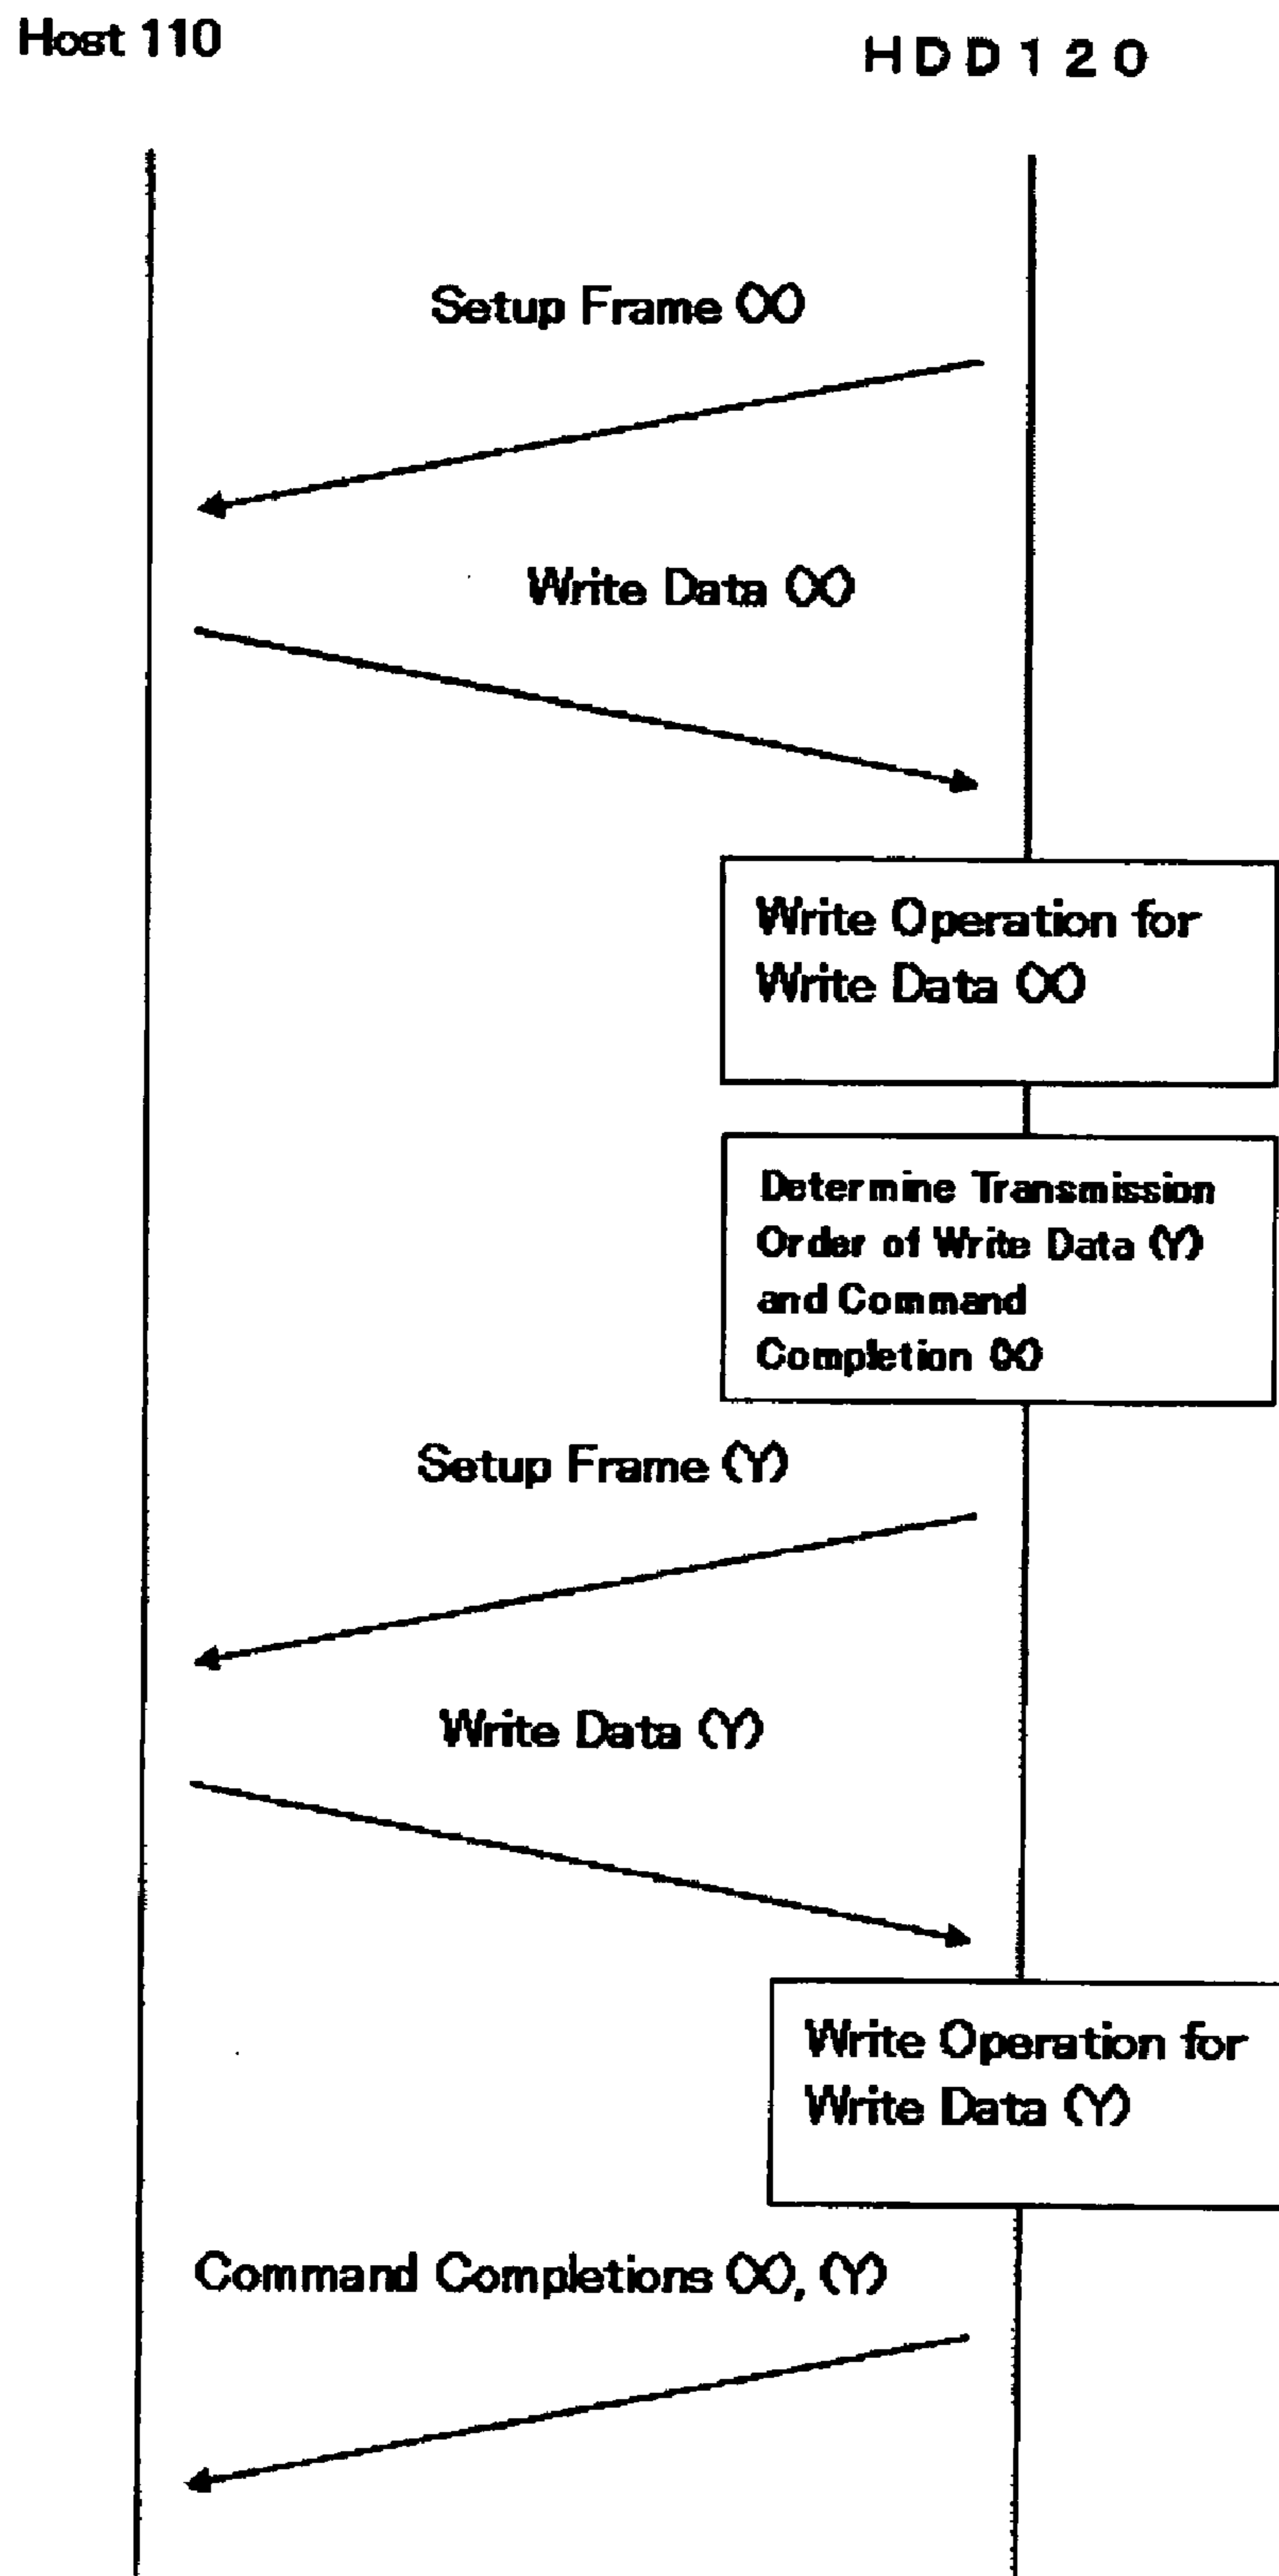 Host 110
HDD120
Setup Frame (X)
Write Data (X)
Write Operation for
Write Data (X)
Determine Transmission
Order of Write Data (Y)
and Command
Completion (X)
Setup Frame (Y)
Write Data (Y)
Write Operation for
Write Data (Y)
Command Completions (X), (Y)